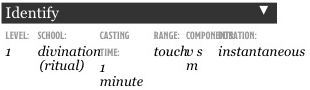 Identify ▼
LEVEL: SCHOOL: CASTING TIME: RANGE: COMPONENTS: DURATION:
1 divination (ritual) 1 minute touch v s m instantaneous